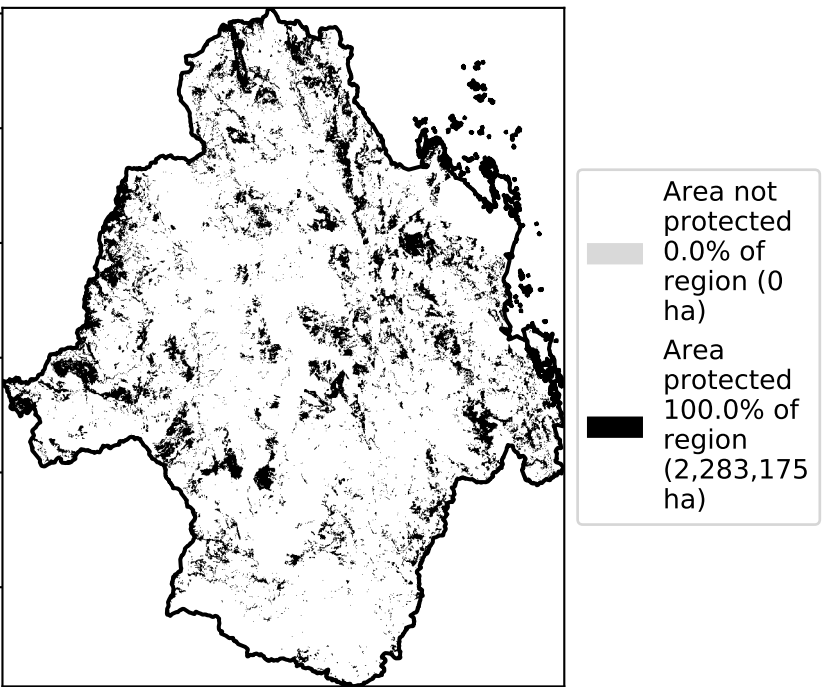 Area not
protected
0.0% of
region (0
ha)
Area
protected
100.0% of
region
(2,283,175
ha)